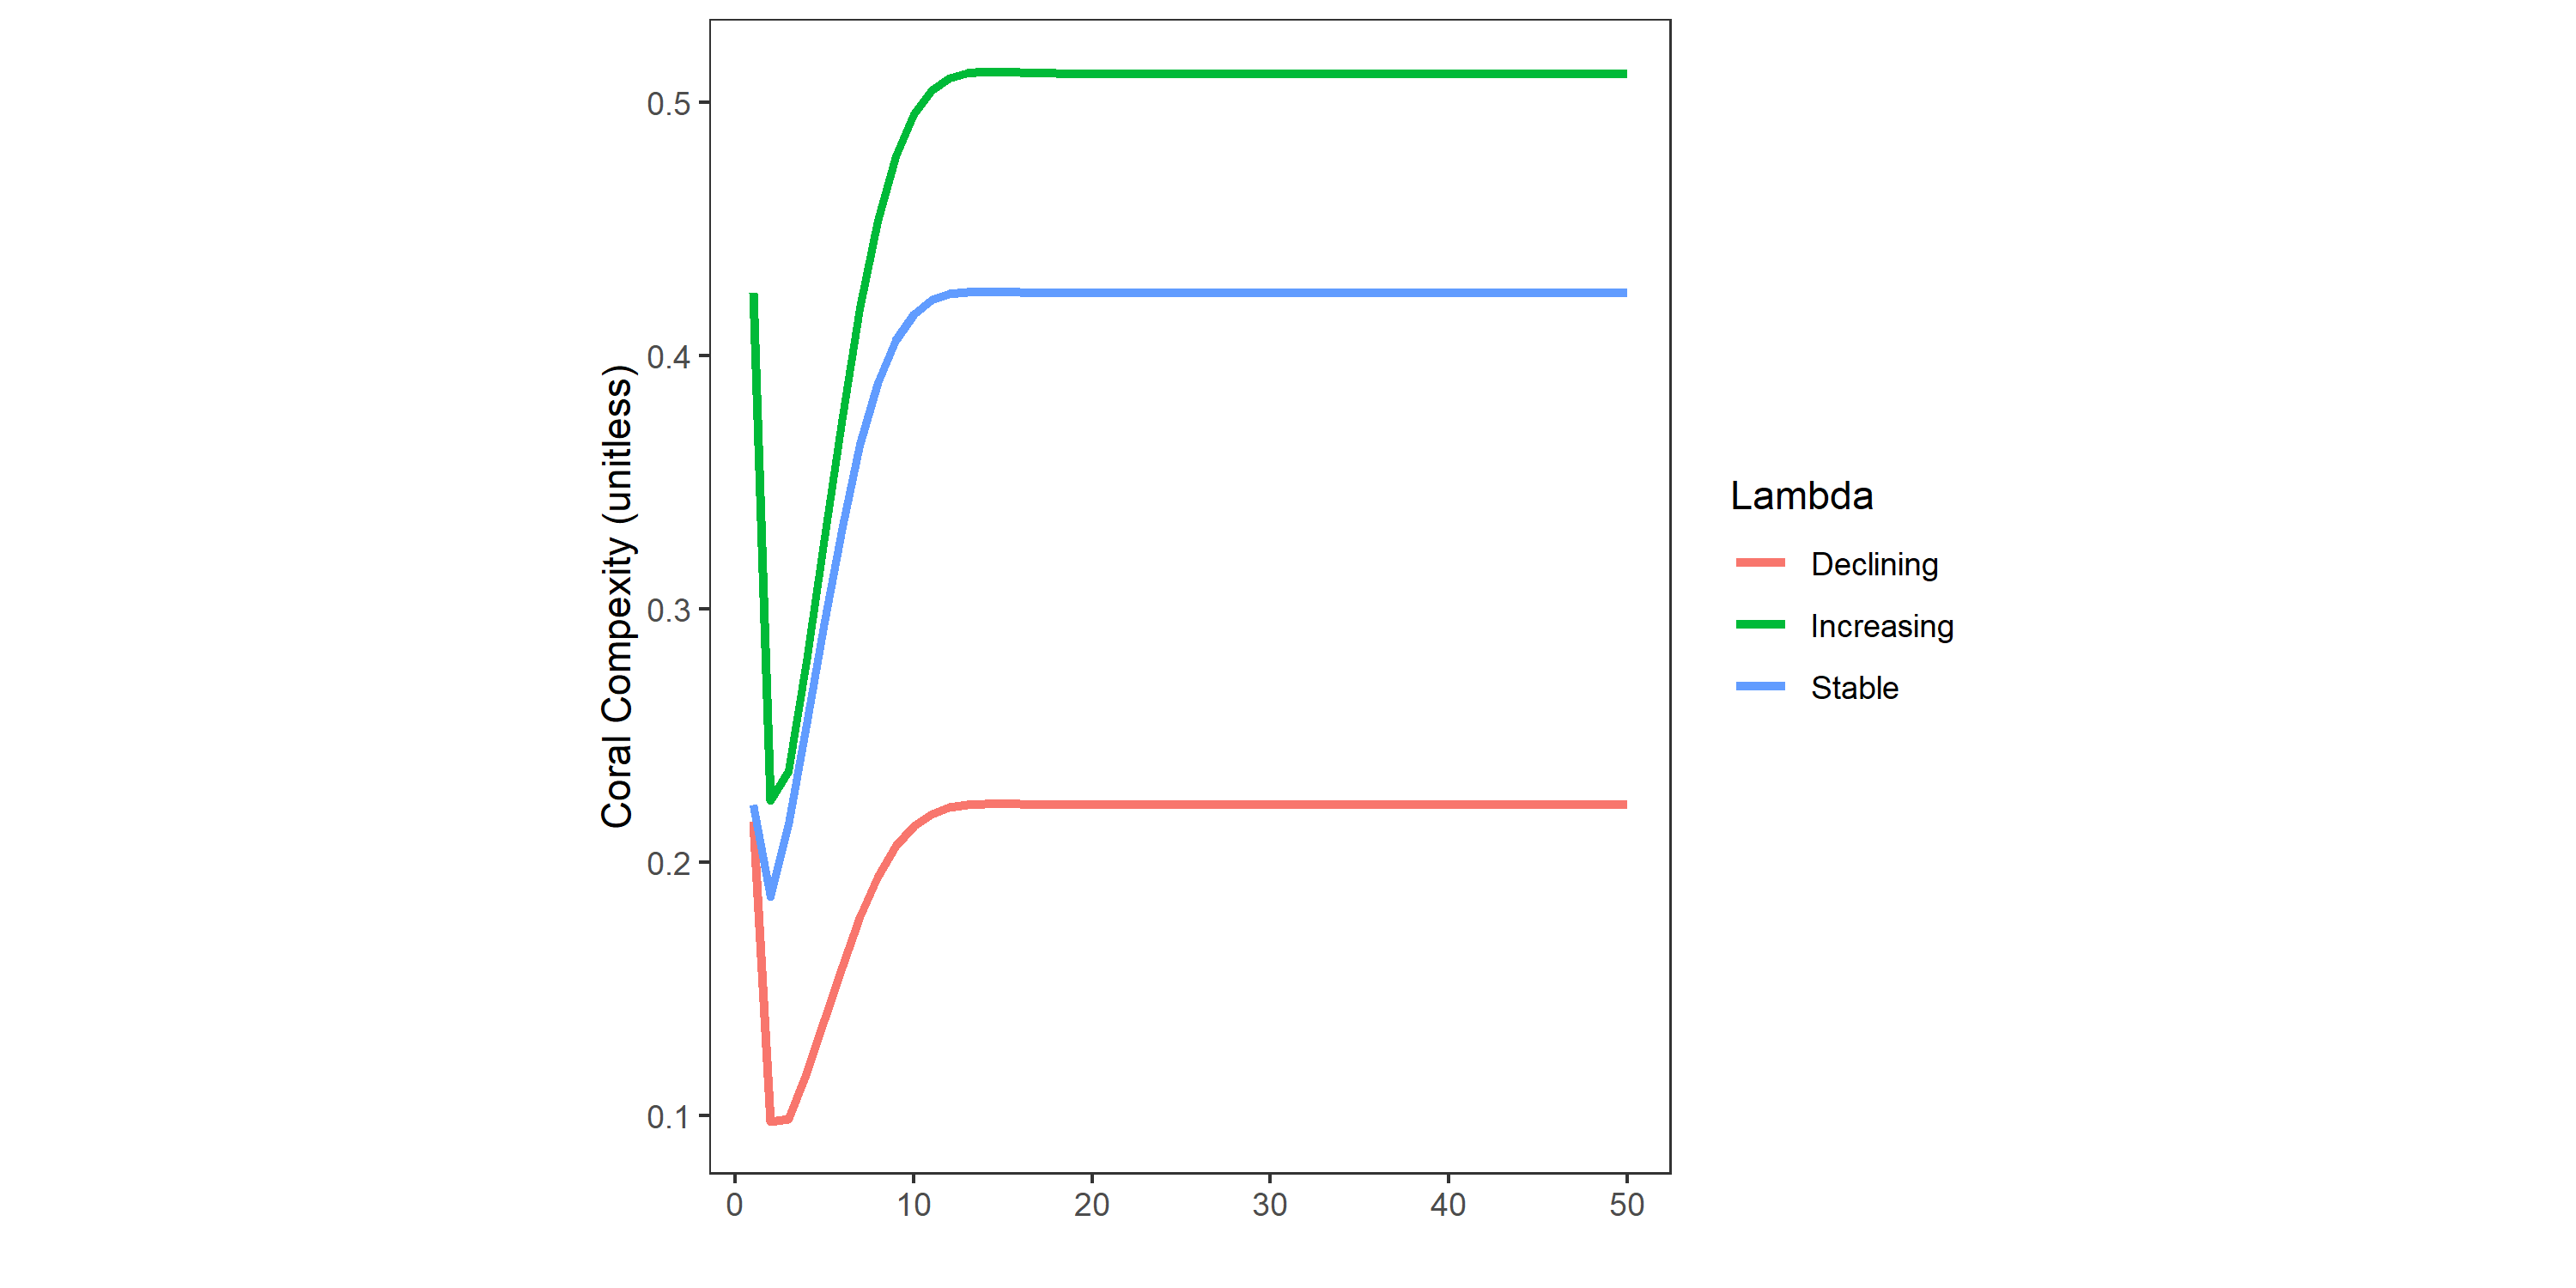 Coral Compexity (unitless)
0.5
0.4
0.3
0.2
0.1
0 10 20 30 40 50
Lambda
Declining
Increasing
Stable